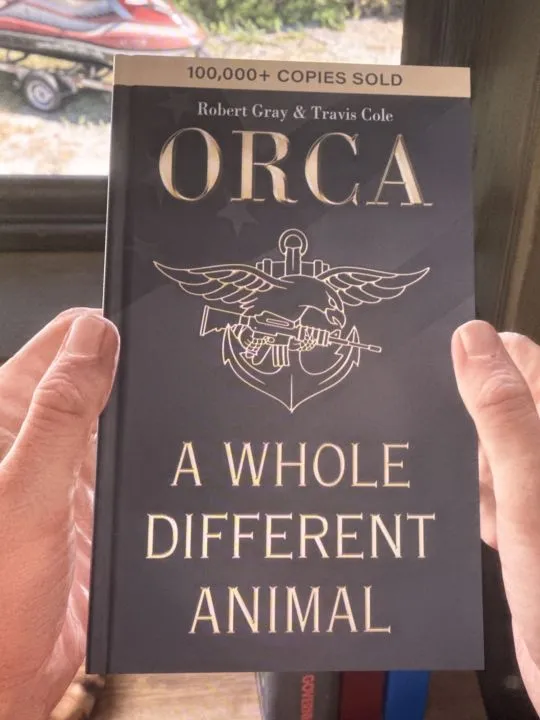 100,000+ COPIES SOLD
Robert Gray & Travis Cole
ORCA
A WHOLE
DIFFERENT
ANIMAL